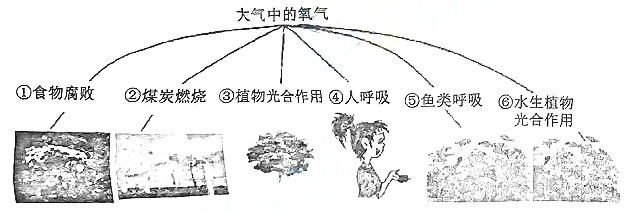 大气中的氧气
①食物腐败
②煤炭燃烧
③植物光合作用
④人呼吸
⑤鱼类呼吸
⑥水生植物
光合作用